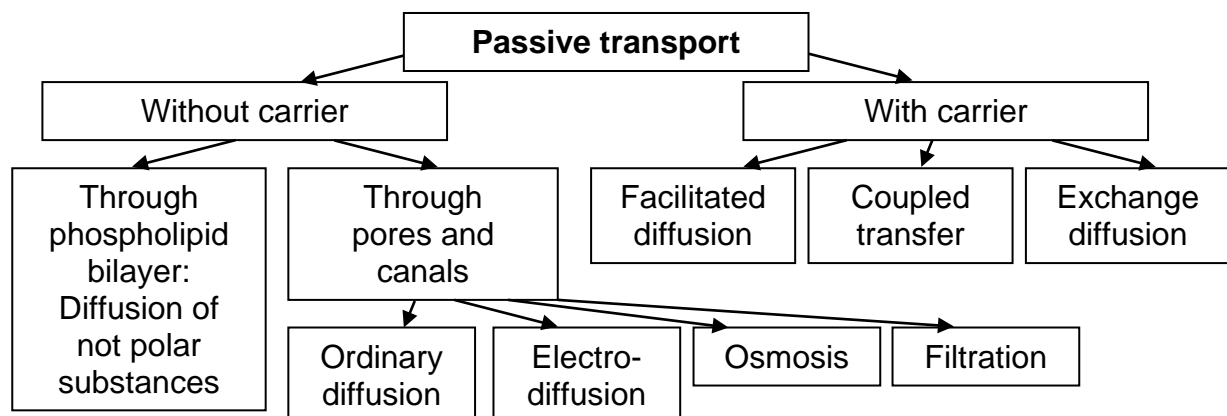 Passive transport
Without carrier
With carrier
Through
phospholipid
bilayer:
Diffusion of
not polar
substances
Through
pores and
canals
Facilitated
diffusion
Coupled
transfer
Exchange
diffusion
Ordinary
diffusion
Electro-
diffusion
Osmosis
Filtration